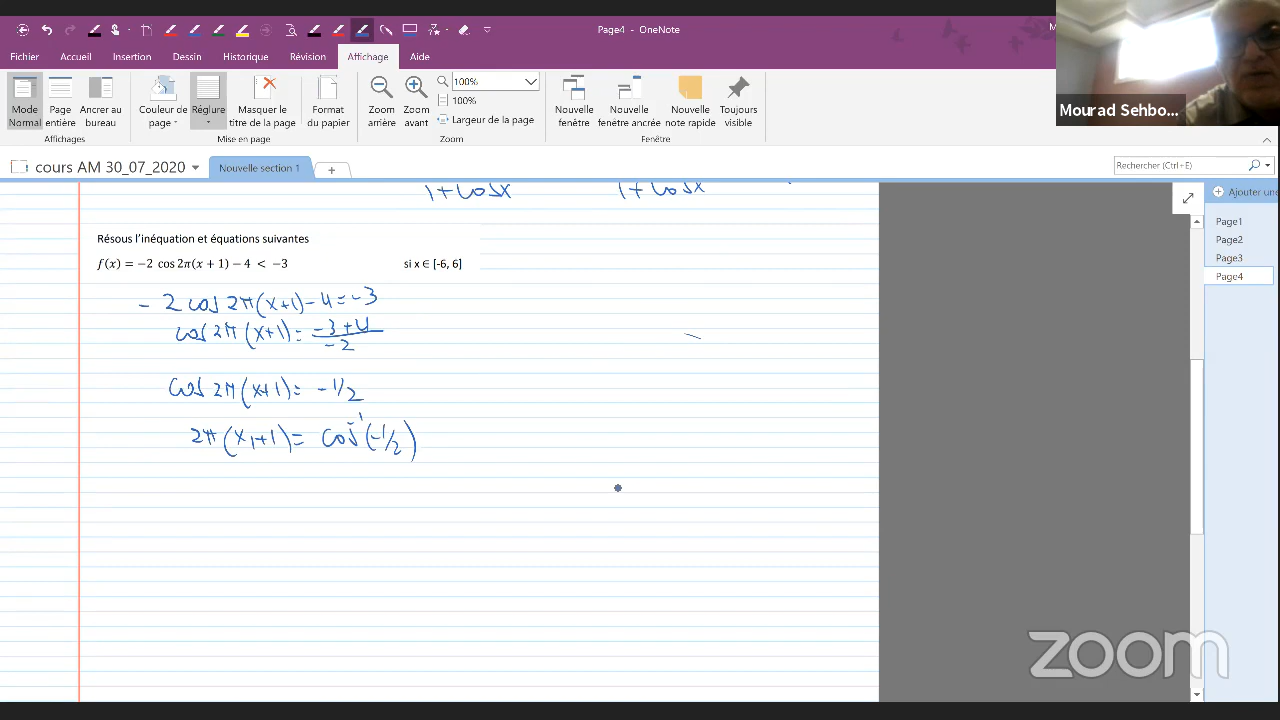 Page4 - OneNote
M
Fichier Accueil Insertion Dessin Historique Révision Affichage Aide
Mode Normal
Page entière
Ancrer au bureau
Couleur de page
Réglure
Masquer le titre de la page
Format du papier
Zoom arrière
Zoom avant
100%
100%
Largeur de la page
Nouvelle fenêtre
Nouvelle fenêtre ancrée
Nouvelle note rapide
Toujours visible
Affichages
Mise en page
Zoom
Fenêtre
Mourad Sehbo...
cours AM 30_07_2020
Nouvelle section 1
+
Rechercher (Ctrl+E)
Ajouter une
Page1
Page2
Page3
Page4
1+cosx 1+cosx
Résous l'inéquation et équations suivantes
f(x) = −2 cos 2π(x + 1) − 4 < −3 si x ∈ [-6, 6]
- 2 cos 2π(x+1) - 4 = -3
cos 2π(x+1) = (-3+4)/-2
cos 2π(x+1) = -1/2
2π(x₁+1) = cos⁻¹(-1/2)
zoom